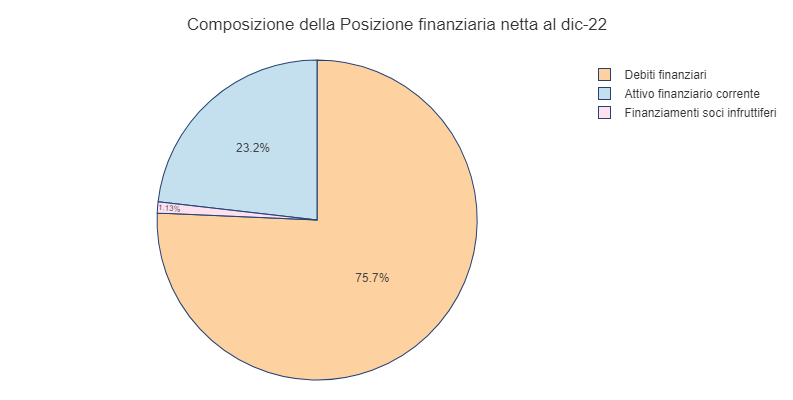 Composizione della Posizione finanziaria netta al dic-22
Debiti finanziari
Attivo finanziario corrente
Finanziamenti soci infruttiferi
23.2%
1.13%
75.7%